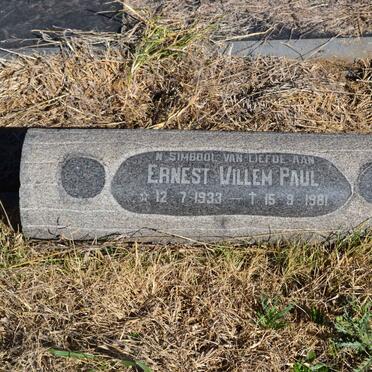 'N SIMBOOL VAN LIEFDE AAN
ERNEST WILLEM PAUL
☆ 12·7·1933 — † 15·9·1981